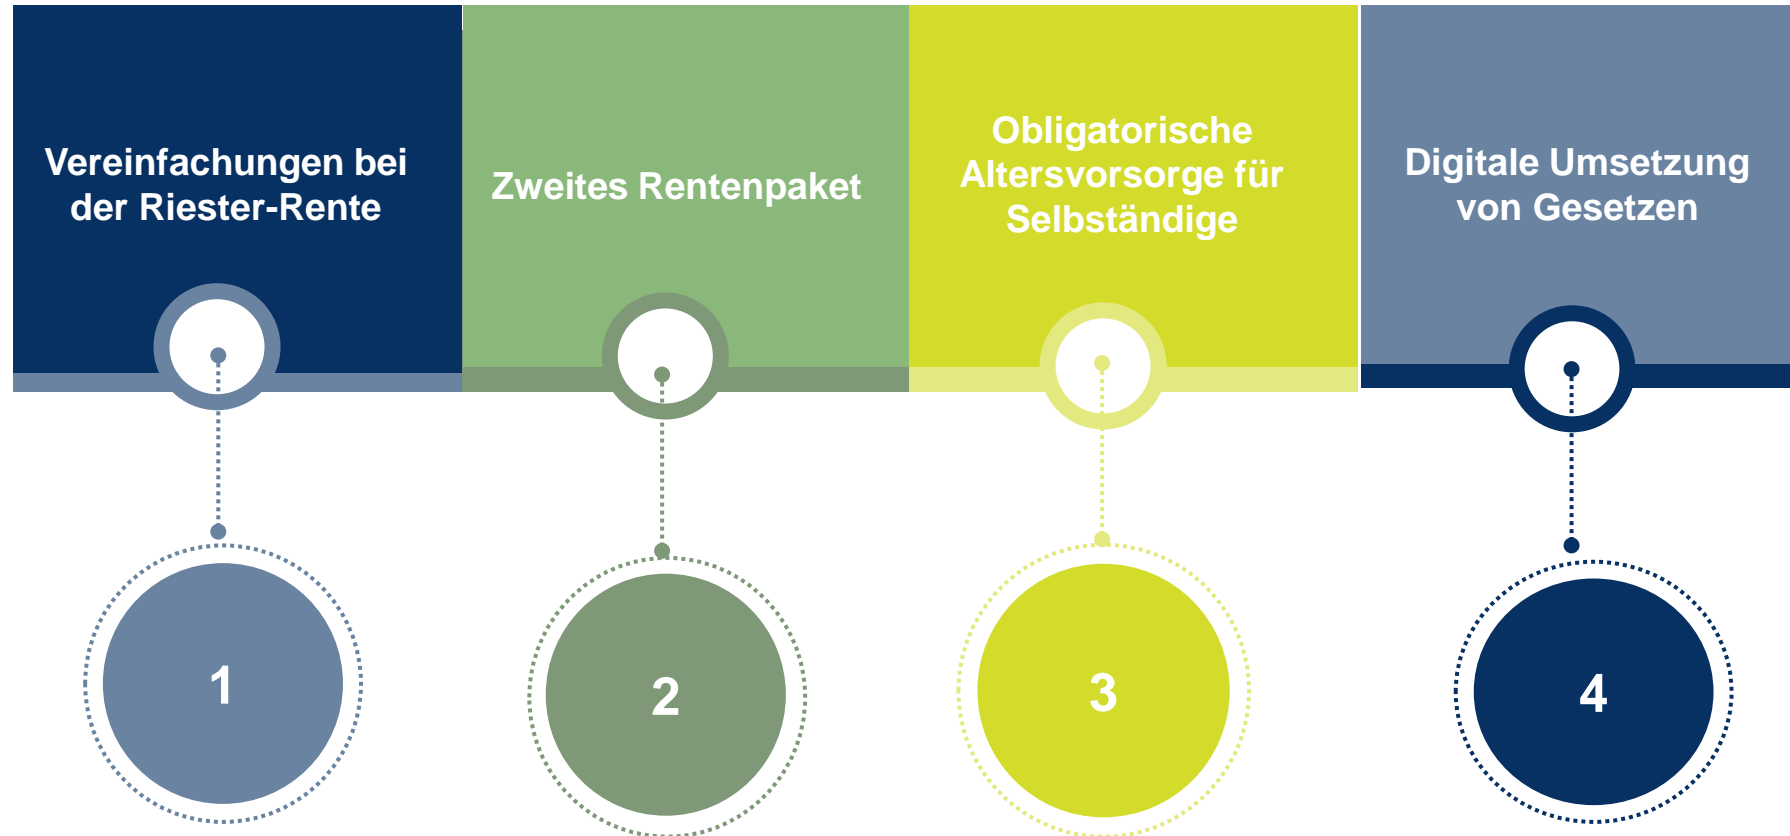 Vereinfachungen bei
der Riester-Rente
Zweites Rentenpaket
Obligatorische
Altersvorsorge für
Selbständige
Digitale Umsetzung
von Gesetzen
1
2
3
4